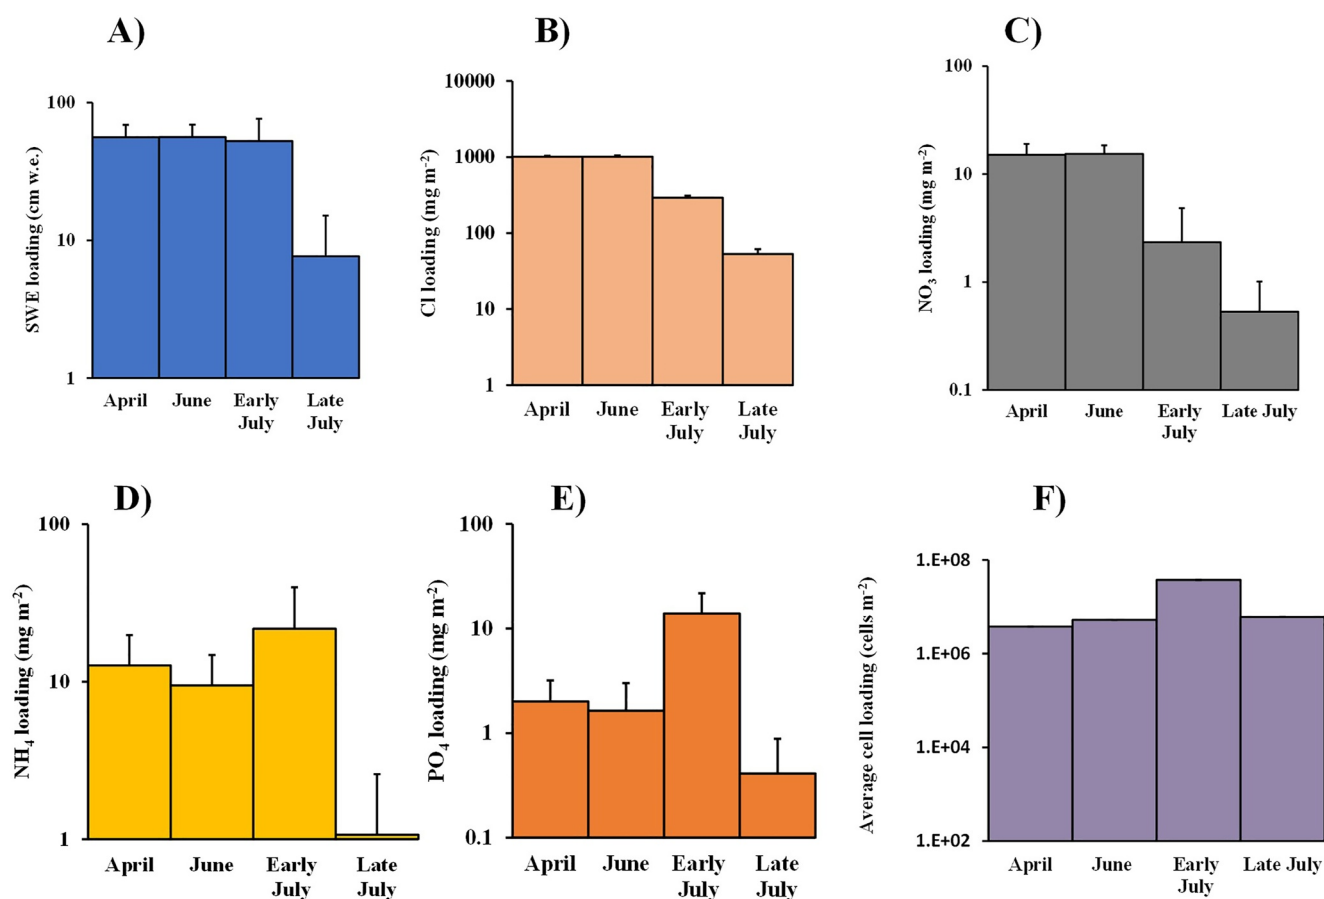 A)
SWE loading (cm w.e.)
100
10
1
April
June
Early
July
Late
July
B)
Cl loading (mg m⁻²)
10000
1000
100
10
1
April
June
Early
July
Late
July
C)
NO₃ loading (mg m⁻²)
100
10
1
0.1
April
June
Early
July
Late July
D)
NH₄ loading (mg m⁻²)
100
10
1
April
June
Early
July
Late
July
E)
PO₄ loading (mg m⁻²)
100
10
1
0.1
April
June
Early
July
Late
July
F)
Average cell loading (cells m⁻²)
1.E+08
1.E+06
1.E+04
1.E+02
April
June
Early
July
Late July